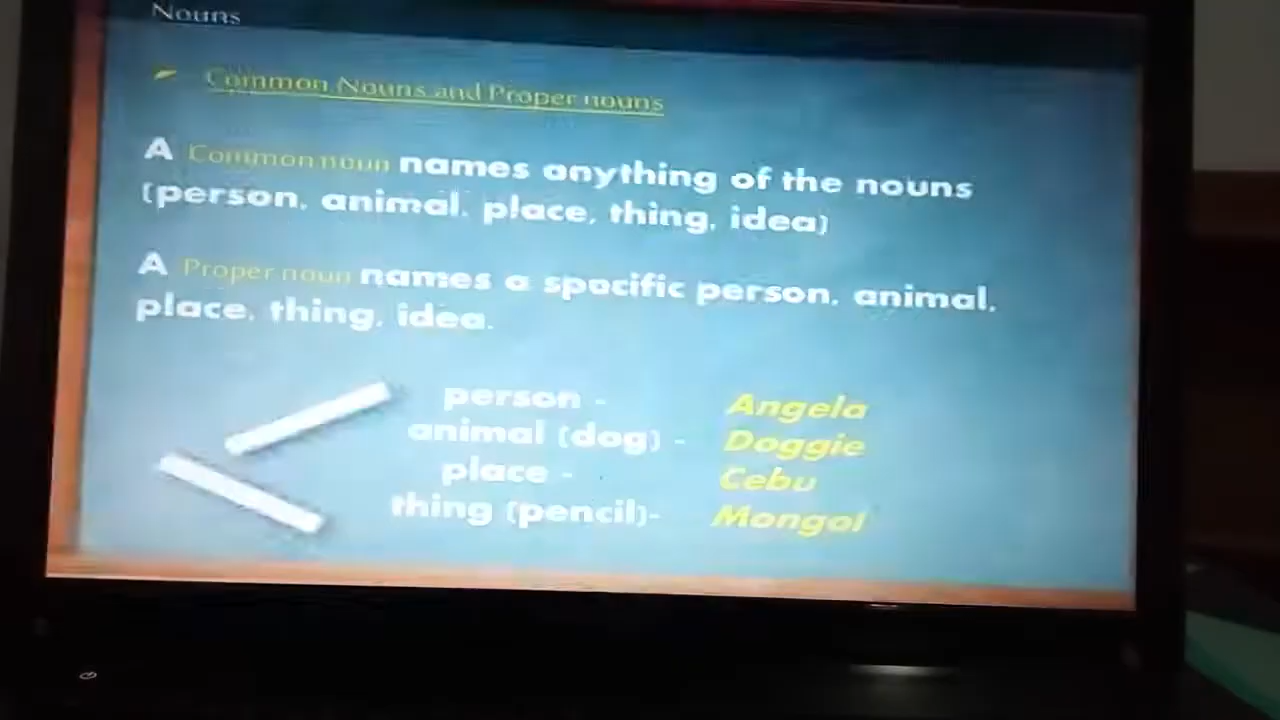 Nouns
Common Nouns and Proper nouns
A Common noun names anything of the nouns
(person, animal, place, thing, idea)
A Proper noun names a spacific person, animal,
place, thing, idea.
person - Angela
animal (dog) - Doggie
place - Cebu
thing (pencil)- Mongol